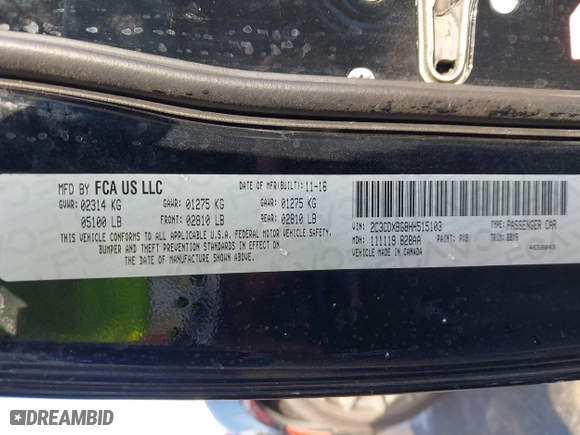 MFD BY FCA US LLC
DATE OF MFR(BUILT): 11-16
GVWR: 02314 KG GAWR: 01275 KG GAWR: 01275 KG
05100 LB FRONT: 02810 LB REAR: 02810 LB
THIS VEHICLE CONFORMS TO ALL APPLICABLE U.S.A. FEDERAL MOTOR VEHICLE SAFETY,
BUMPER AND THEFT PREVENTION STANDARDS IN EFFECT ON
THE DATE OF MANUFACTURE SHOWN ABOVE.
VIN: 2C3CDXBG8HH515103 TYPE: PASSENGER CAR
MDH: 111119 828AA PAINT: PXB TRIM:
VEHICLE MADE IN CANADA
DREAMBID